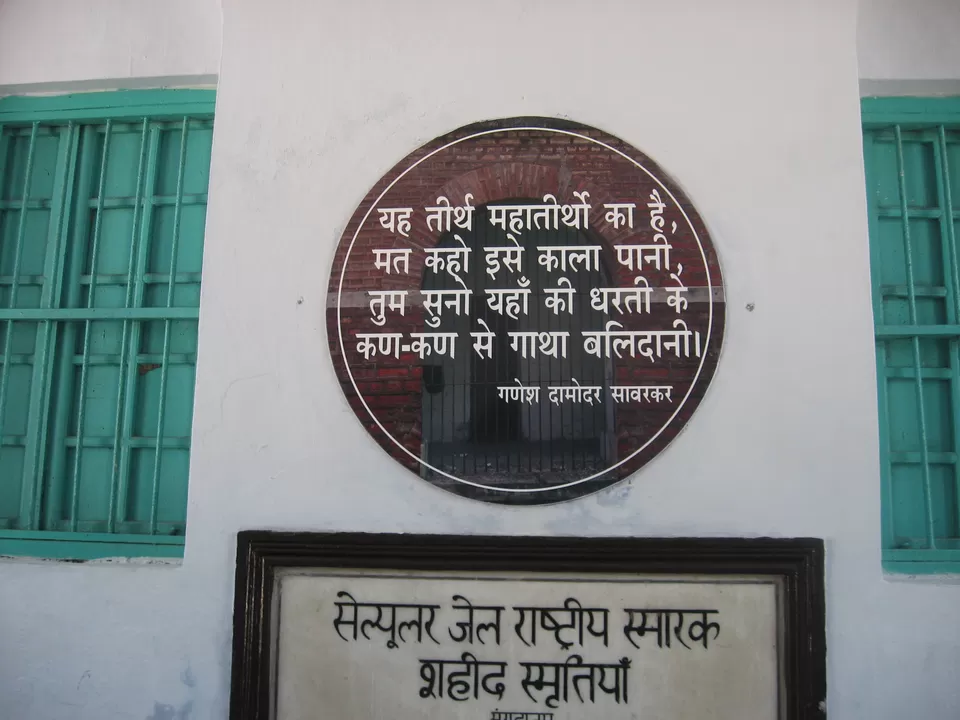 यह तीर्थ महातीर्थो का है,
मत कहो इसे काला पानी,
तुम सुनो यहाँ की धरती के
कण-कण से गाथा बलिदानी।
गणेश दामोदर सावरकर
सेल्यूलर जेल राष्ट्रीय स्मारक
शहीद स्मृतियाँ